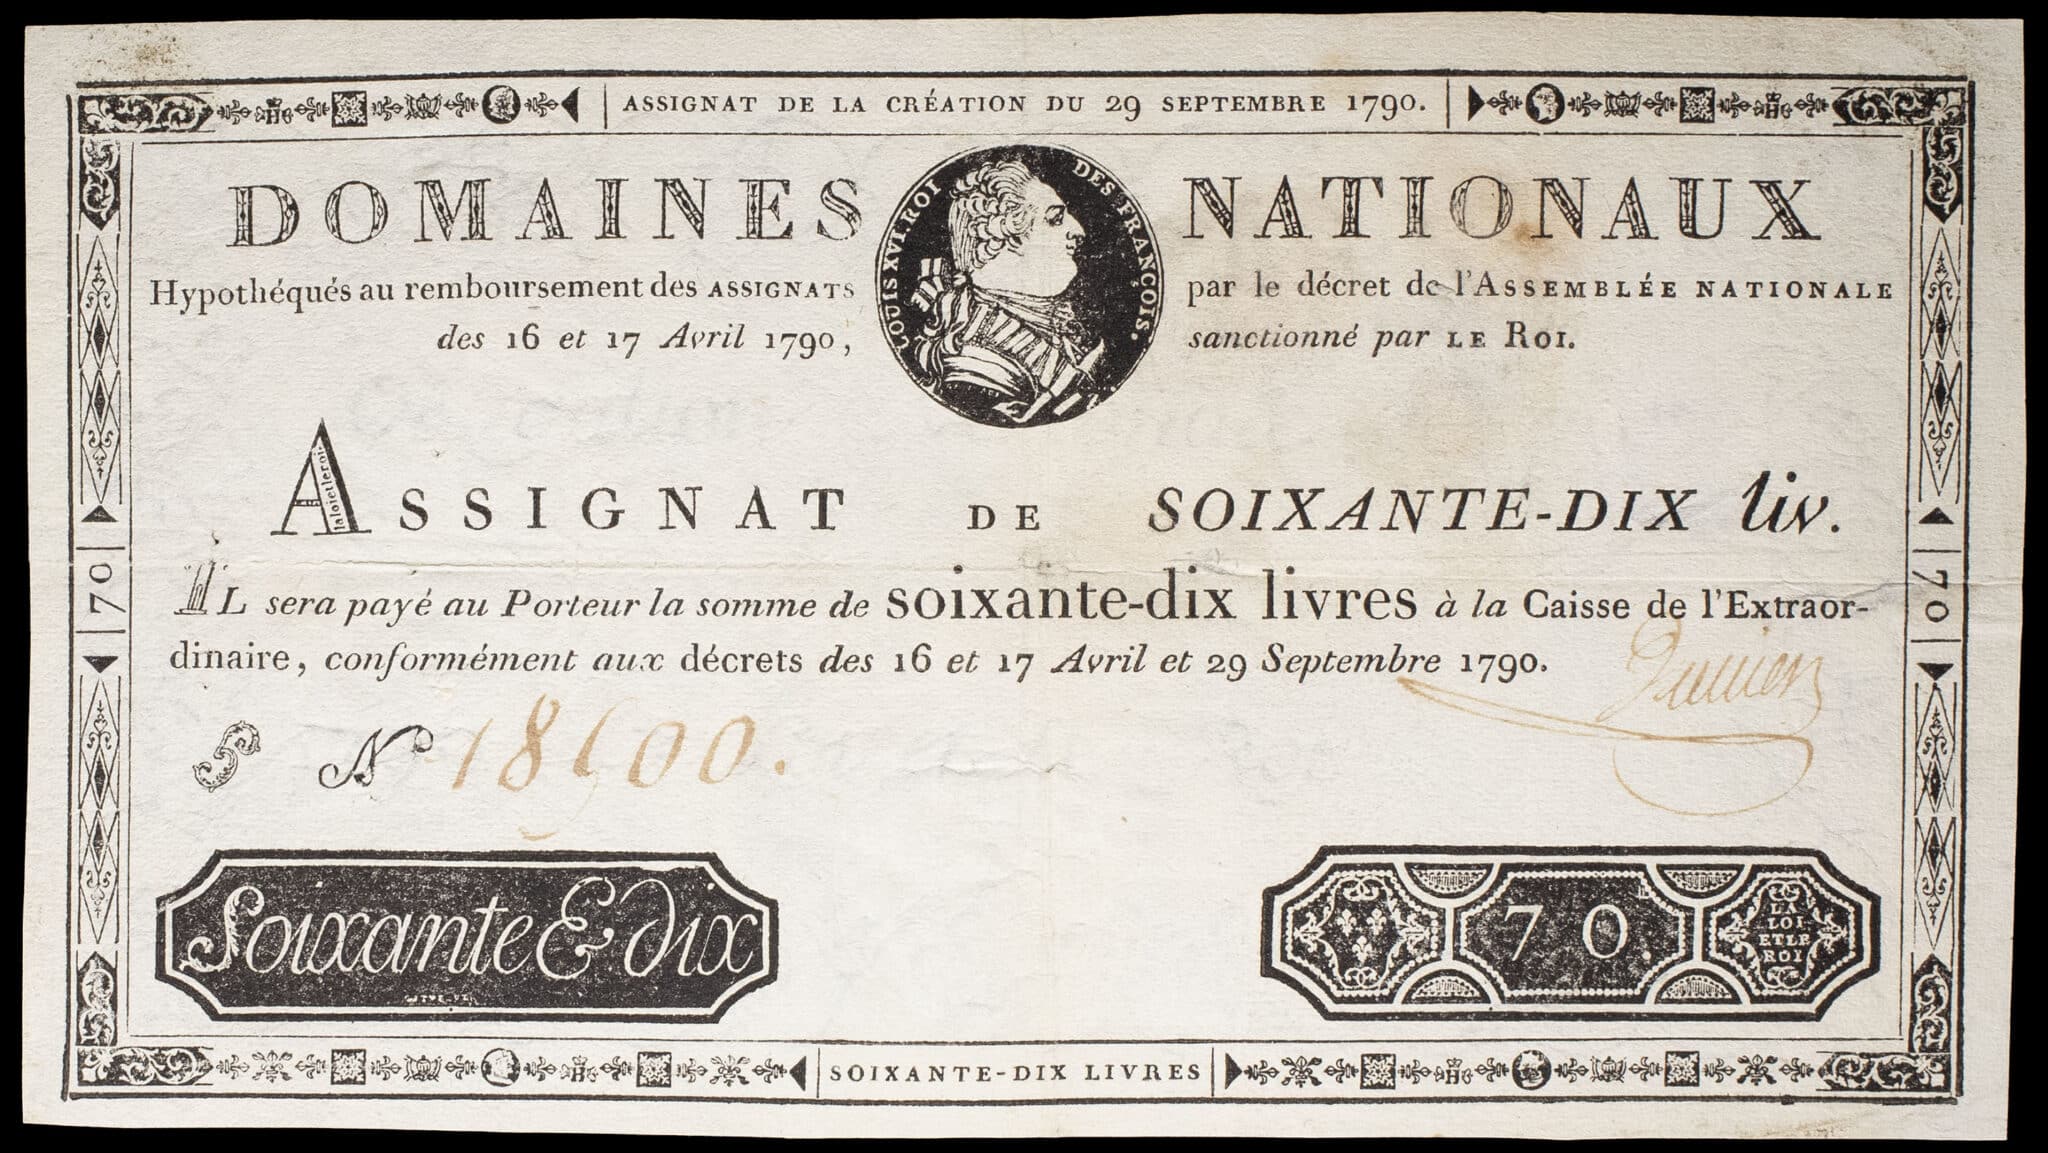 ASSIGNAT DE LA CRÉATION DU 29 SEPTEMBRE 1790.
DOMAINES NATIONAUX
LOUIS XVI. ROI DES FRANÇOIS.
Hypothéqués au remboursement des ASSIGNATS par le décret de l'ASSEMBLÉE NATIONALE
des 16 et 17 Avril 1790, sanctionné par LE ROI.
ASSIGNAT DE SOIXANTE-DIX liv.
laloietleroi
IL sera payé au Porteur la somme de soixante-dix livres à la Caisse de l'Extraor-
dinaire, conformément aux décrets des 16 et 17 Avril et 29 Septembre 1790.
70
70
S No 18500.
Soixante & dix
70
LA
LOI
ET LE
ROI
SOIXANTE-DIX LIVRES